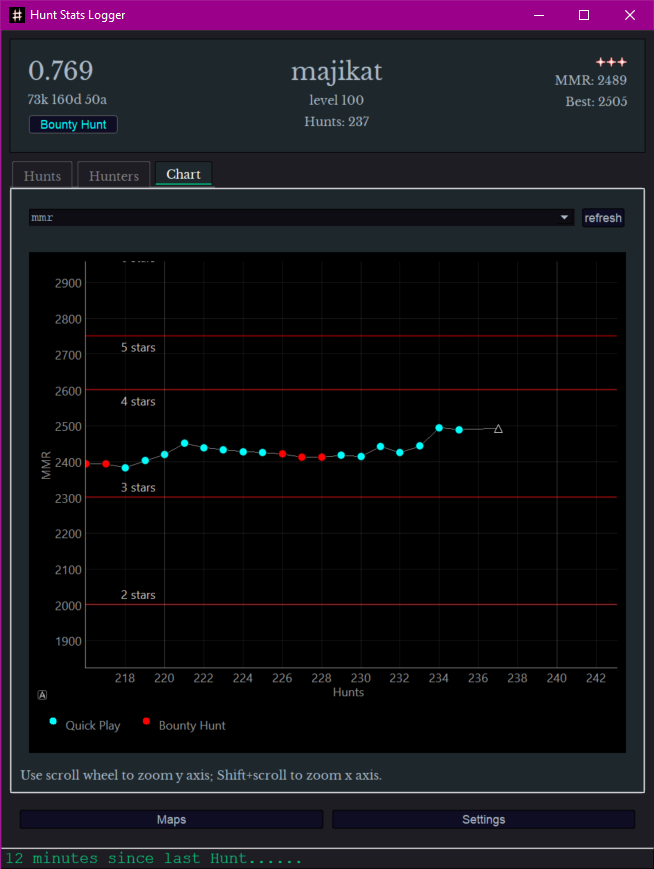 Hunt Stats Logger
0.769
73k 160d 50a
Bounty Hunt
majikat
level 100
Hunts: 237
MMR: 2489
Best: 2505
Hunts Hunters Chart
mmr refresh
2900
2800
5 stars
2700
2600
4 stars
2500
2400
3 stars
2300
2200
2100
2 stars
2000
1900
MMR
218 220 222 224 226 228 230 232 234 236 238 240 242
Hunts
A
Quick Play Bounty Hunt
Use scroll wheel to zoom y axis; Shift+scroll to zoom x axis.
Maps Settings
12 minutes since last Hunt......